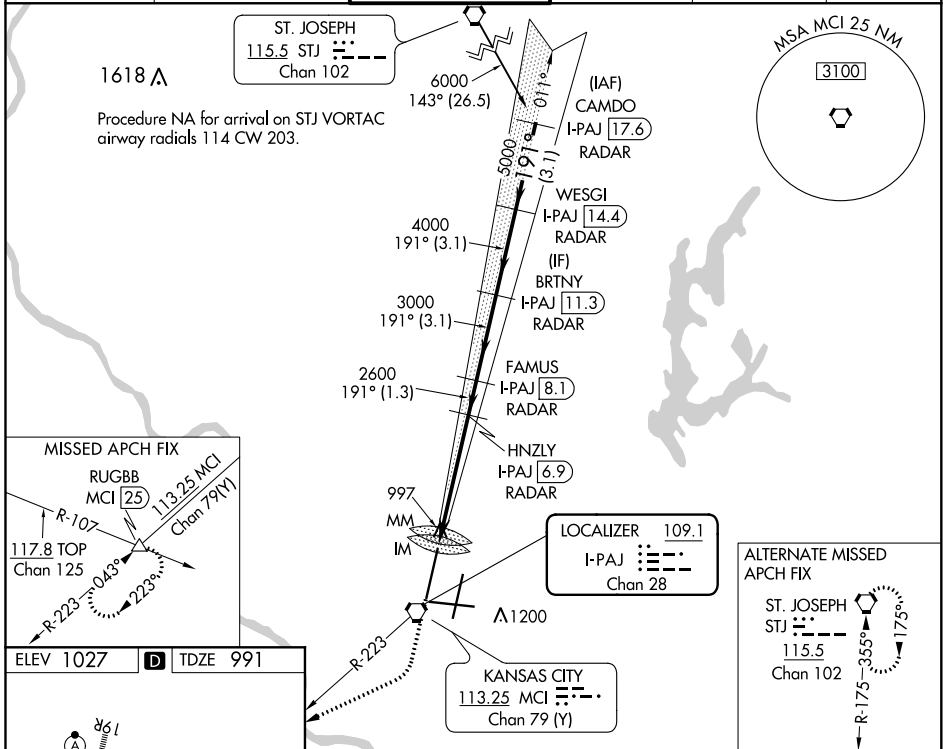 ST. JOSEPH
115.5 STJ
Chan 102
1618
Procedure NA for arrival on STJ VORTAC
airway radials 114 CW 203.
6000
143° (26.5)
011°
5000
191°
(3.1)
(IAF)
CAMDO
I-PAJ 17.6
RADAR
MSA MCI 25 NM
3100
WESGI
I-PAJ 14.4
RADAR
4000
191° (3.1)
(IF)
BRTNY
I-PAJ 11.3
RADAR
3000
191° (3.1)
FAMUS
I-PAJ 8.1
RADAR
2600
191° (1.3)
HNZLY
I-PAJ 6.9
RADAR
997
MM
IM
MISSED APCH FIX
RUGBB
MCI 25
113.25 MCI
Chan 79(Y)
R-107
117.8 TOP
Chan 125
043°
R-223
223°
LOCALIZER 109.1
I-PAJ
Chan 28
1200
R-223
KANSAS CITY
113.25 MCI
Chan 79 (Y)
ALTERNATE MISSED
APCH FIX
ST. JOSEPH
STJ
115.5
Chan 102
175°
355°
R-175
ELEV 1027 D TDZE 991
19R
A